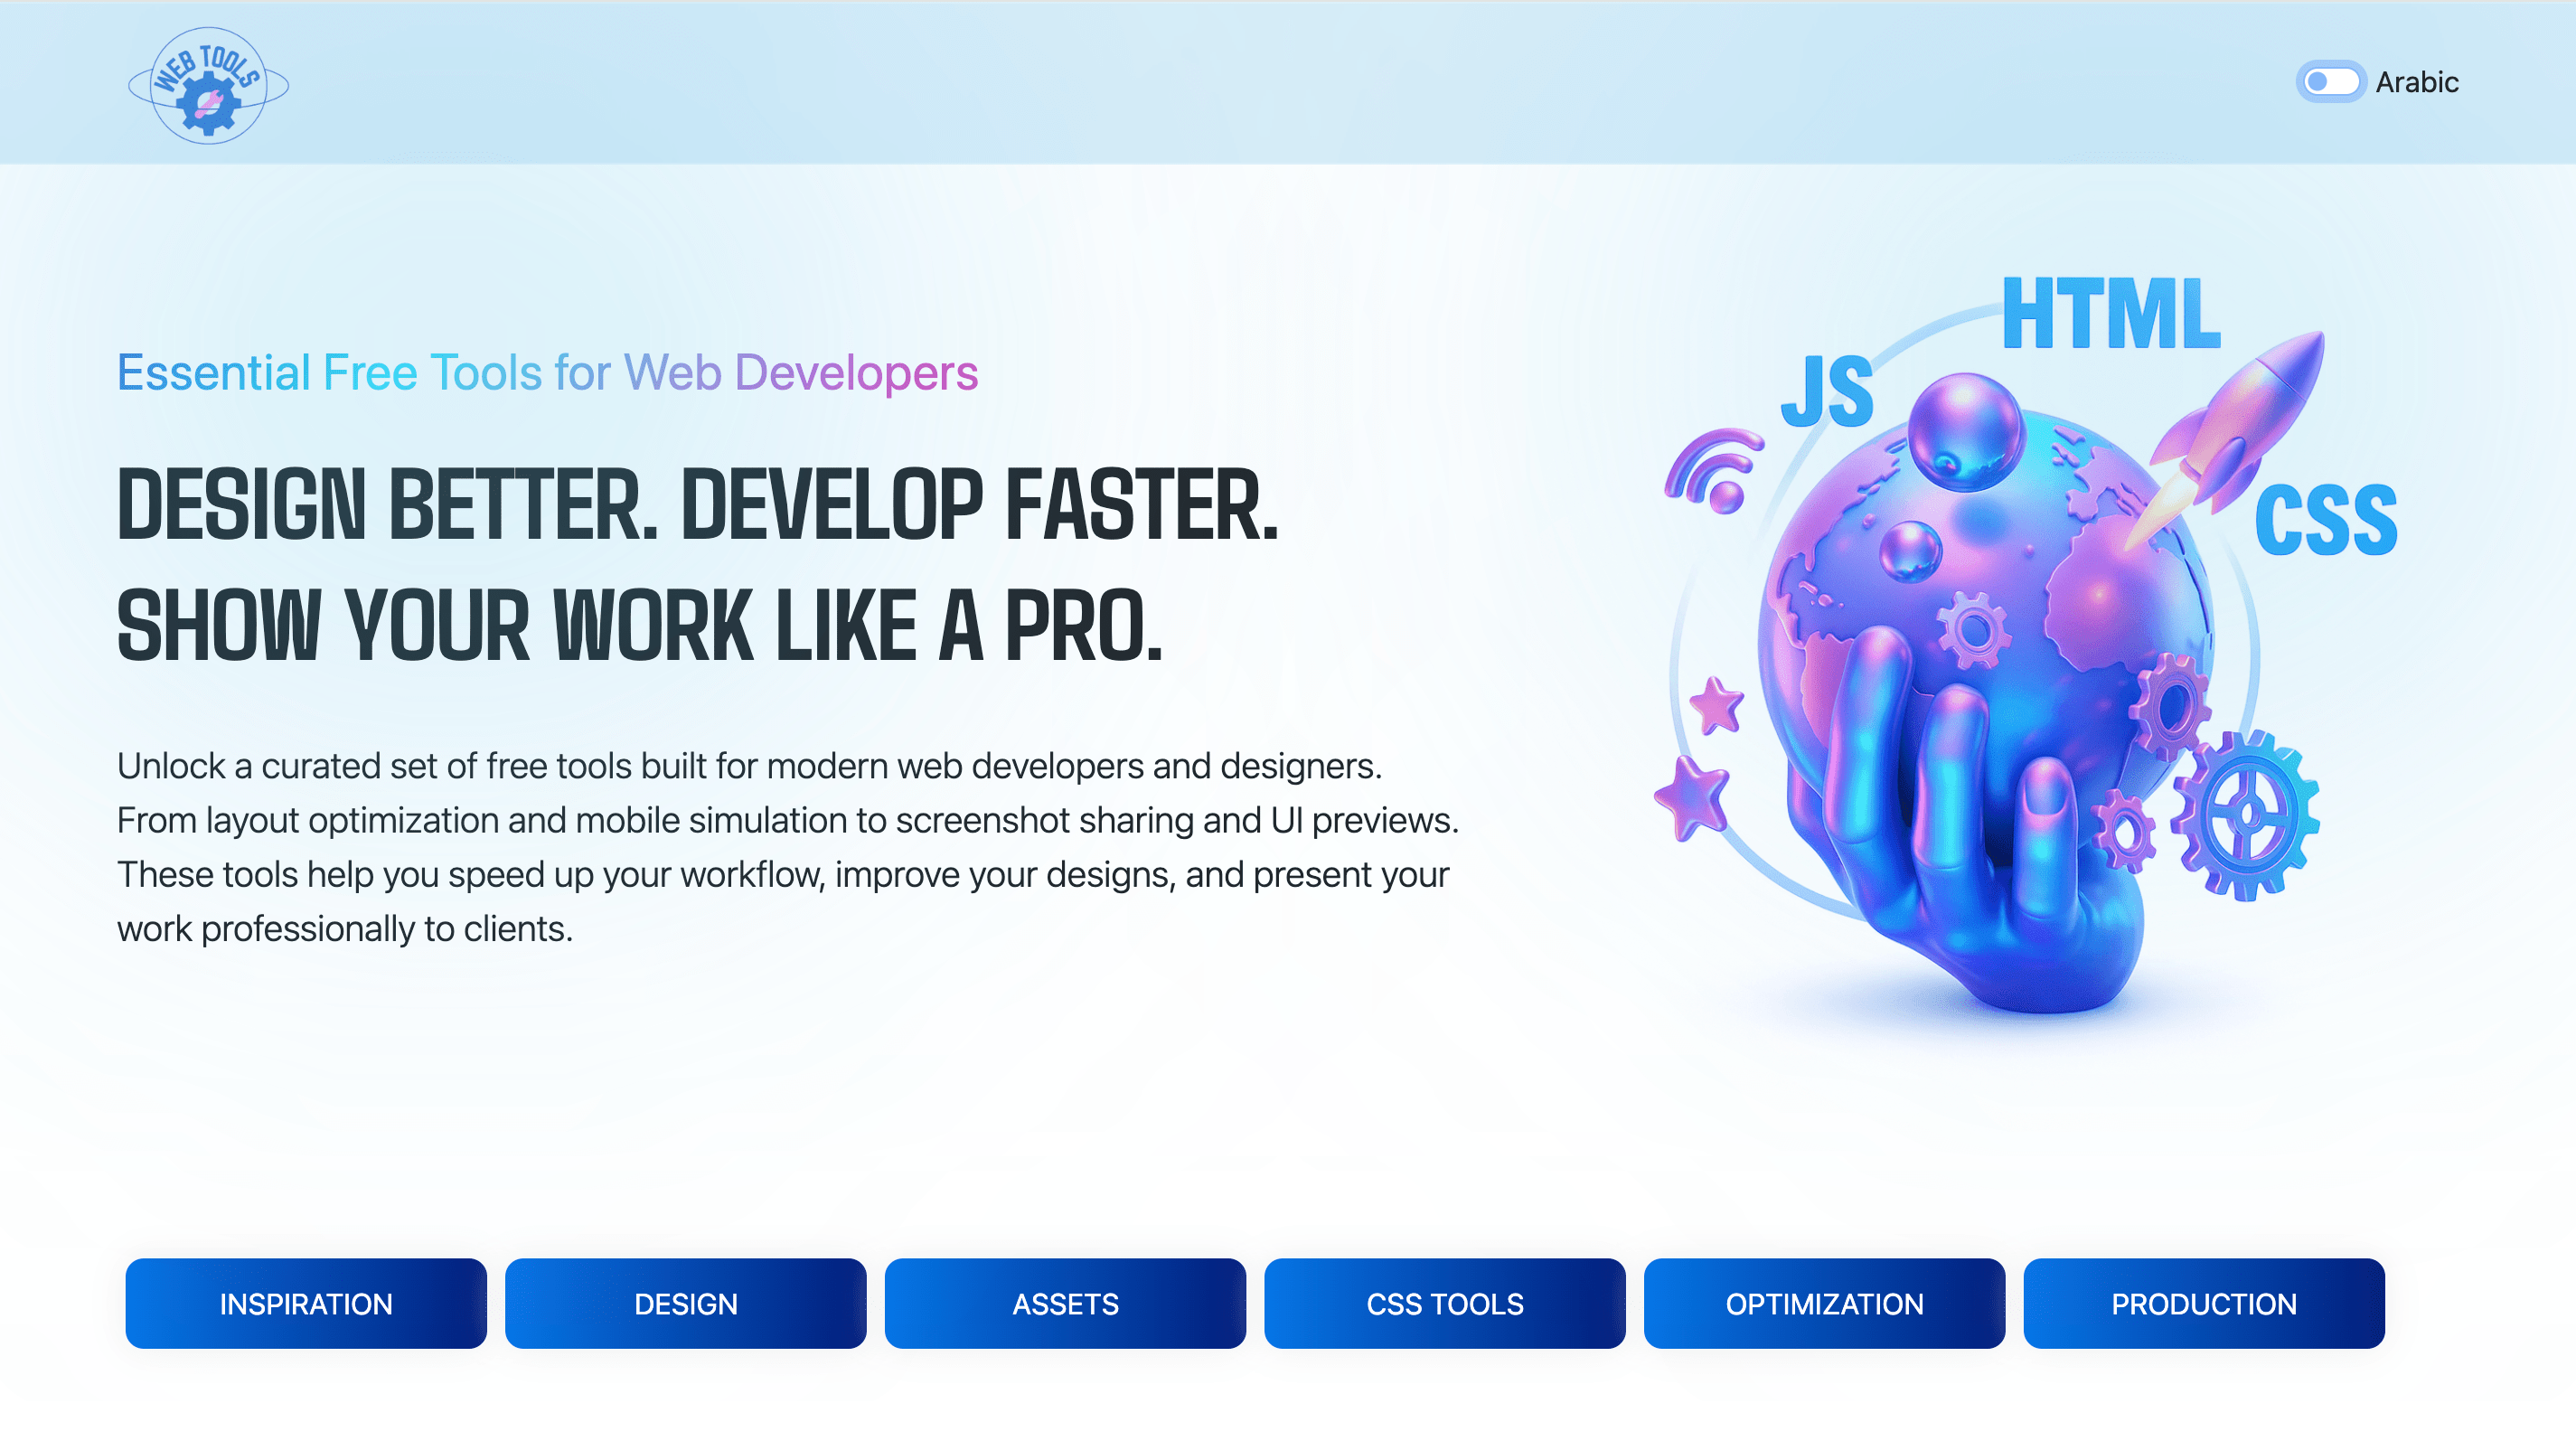 WEB TOOLS
Arabic
Essential Free Tools for Web Developers
DESIGN BETTER. DEVELOP FASTER.
SHOW YOUR WORK LIKE A PRO.
Unlock a curated set of free tools built for modern web developers and designers.
From layout optimization and mobile simulation to screenshot sharing and UI previews.
These tools help you speed up your workflow, improve your designs, and present your
work professionally to clients.
HTML
JS
CSS
INSPIRATION
DESIGN
ASSETS
CSS TOOLS
OPTIMIZATION
PRODUCTION